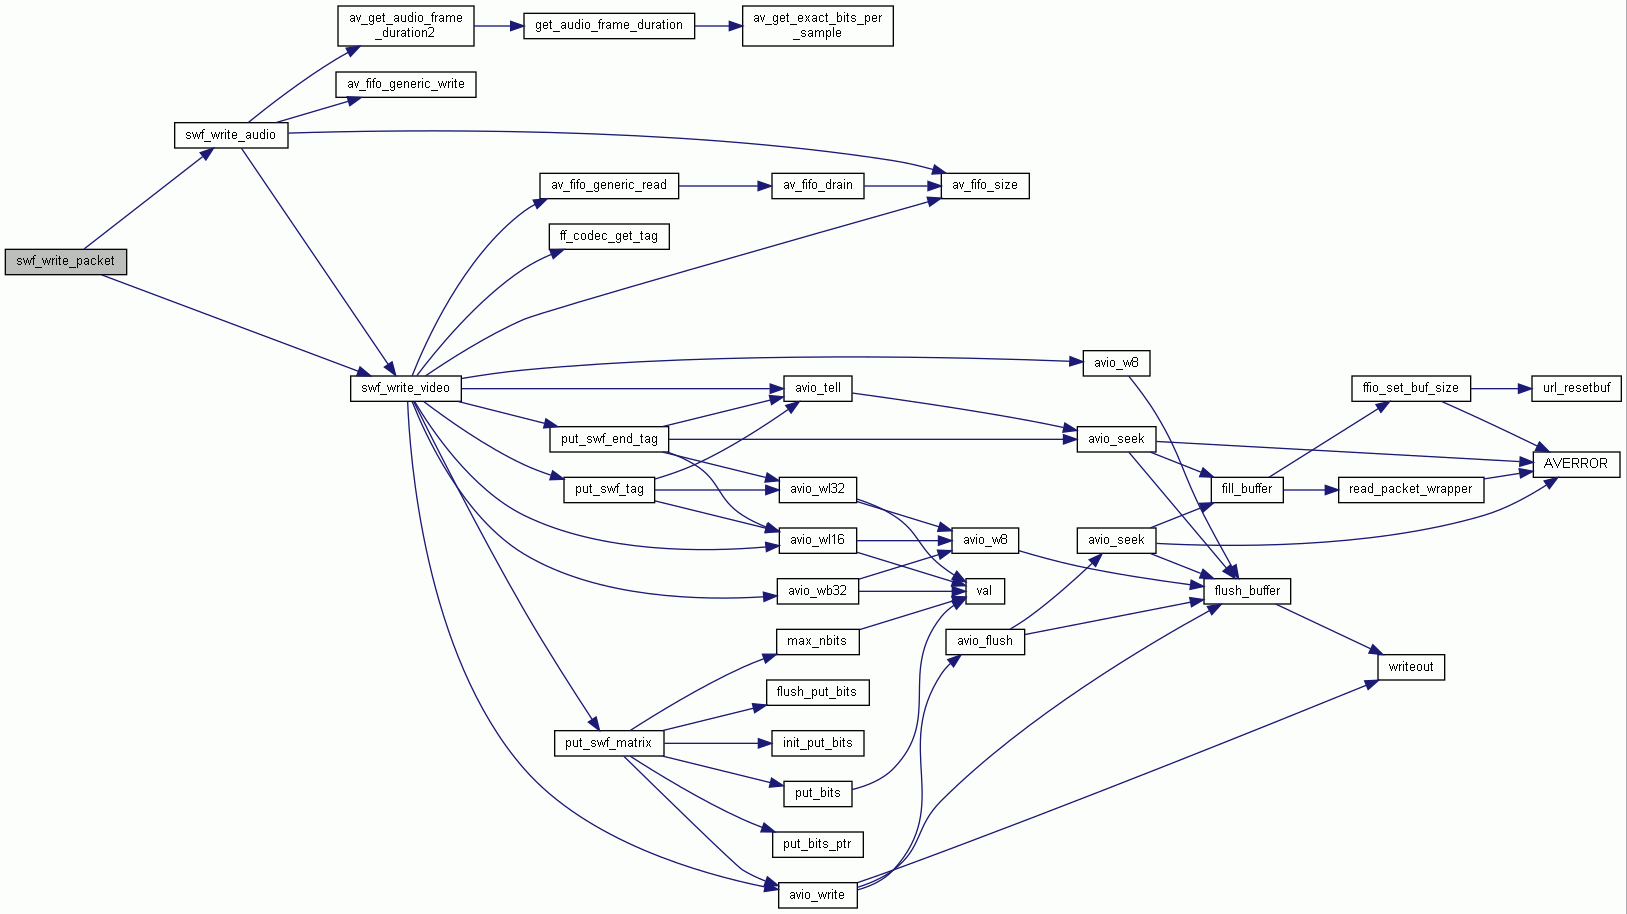 av_get_audio_frame
_duration2
get_audio_frame_duration
av_get_exact_bits_per
_sample
av_fifo_generic_write
swf_write_audio
av_fifo_generic_read
av_fifo_drain
av_fifo_size
ff_codec_get_tag
swf_write_packet
avio_w8
swf_write_video
avio_tell
ffio_set_buf_size
url_resetbuf
put_swf_end_tag
avio_seek
AVERROR
put_swf_tag
avio_wl32
fill_buffer
read_packet_wrapper
avio_wl16
avio_w8
avio_seek
avio_wb32
val
flush_buffer
max_nbits
avio_flush
writeout
flush_put_bits
put_swf_matrix
init_put_bits
put_bits
put_bits_ptr
avio_write